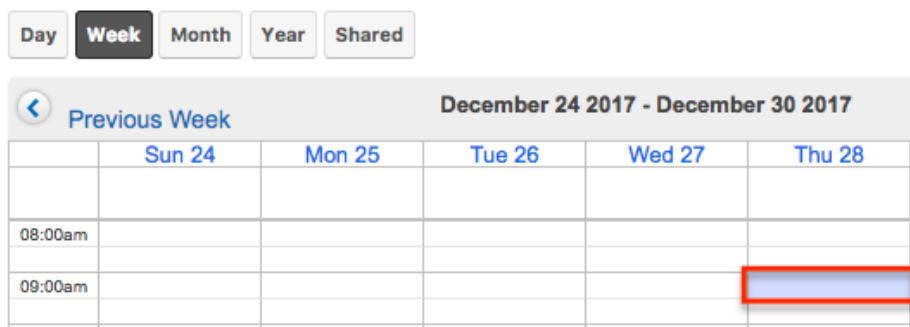 Day Week Month Year Shared
Previous Week December 24 2017 - December 30 2017
Sun 24 Mon 25 Tue 26 Wed 27 Thu 28
08:00am
09:00am